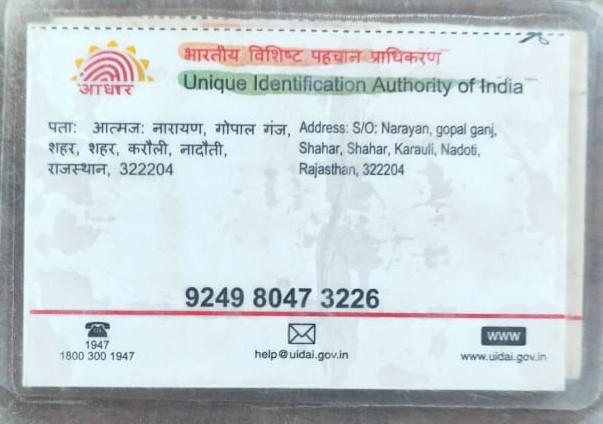 भारतीय विशिष्ट पहचान प्राधिकरण
Unique Identification Authority of India
आधार
पता: आत्मज: नारायण, गोपाल गंज,
शहर, शहर, करौली, नादौती,
राजस्थान, 322204
Address: S/O: Narayan, gopal ganj,
Shahar, Shahar, Karauli, Nadoti,
Rajasthan, 322204
9249 8047 3226
1947
1800 300 1947
help@uidai.gov.in
WWW
www.uidai.gov.in